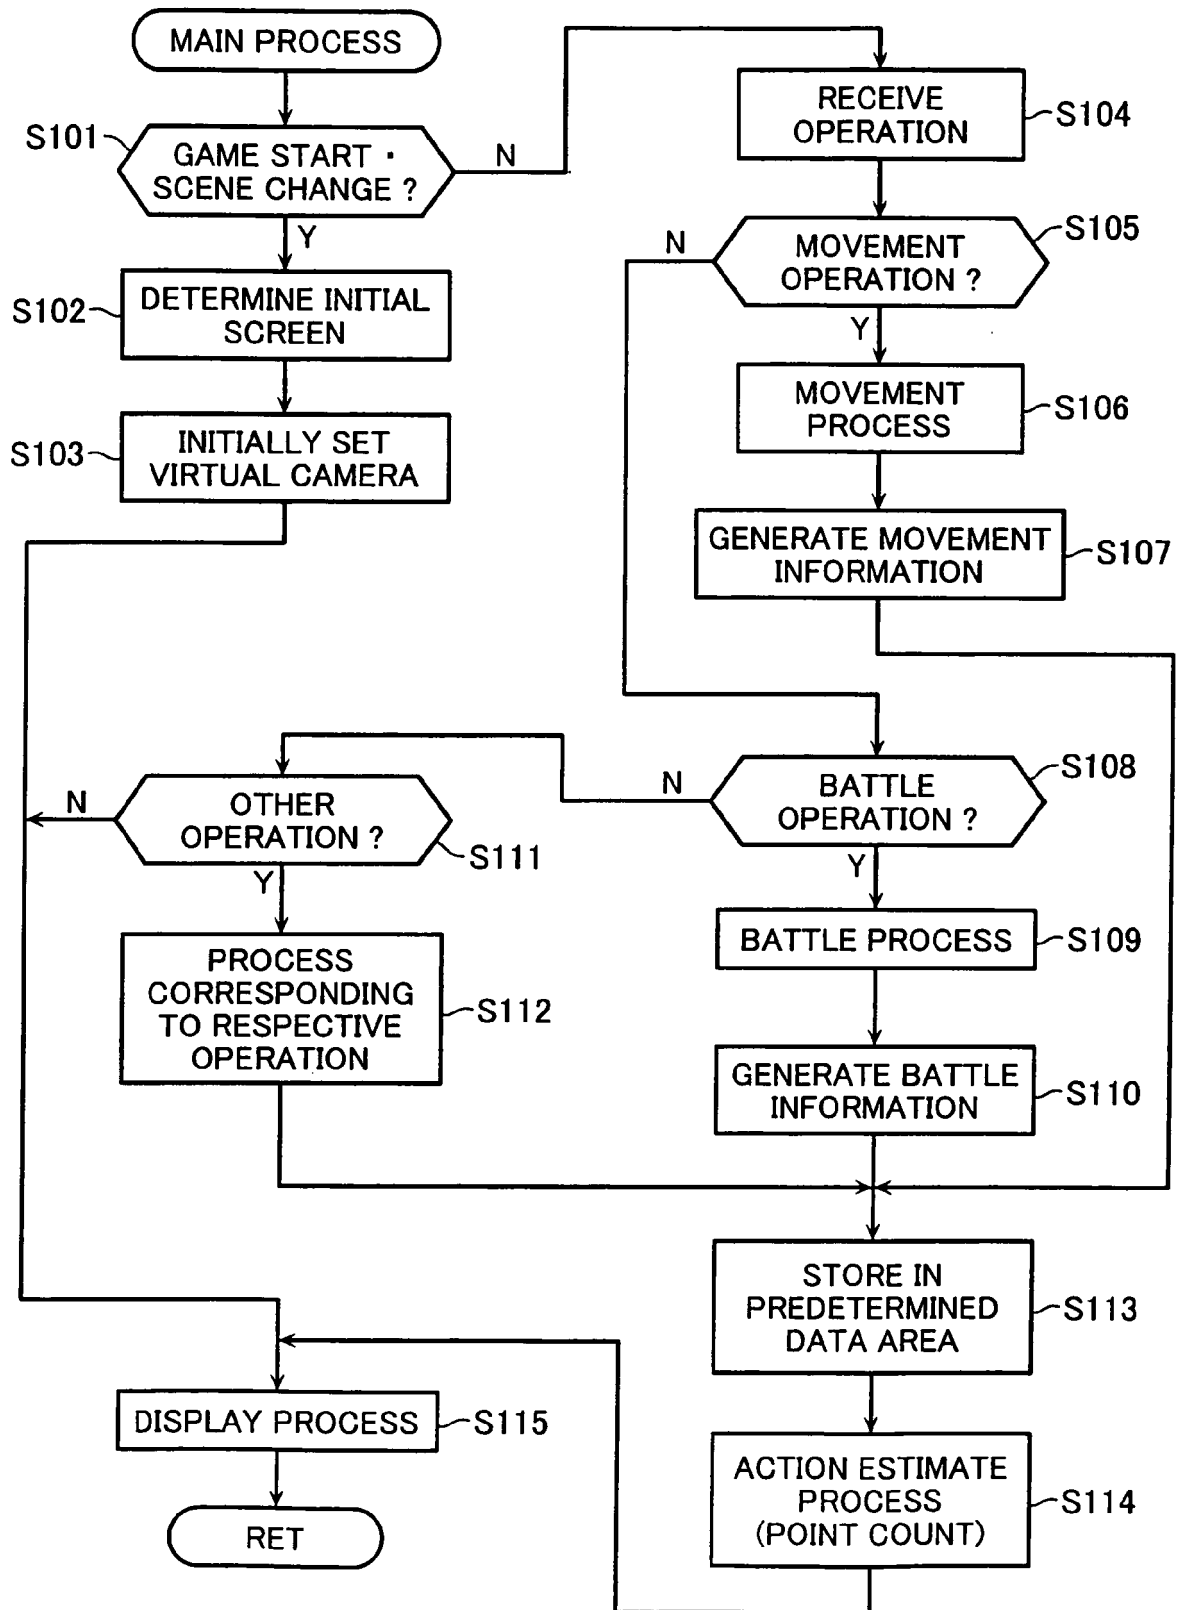 MAIN PROCESS
S101
GAME START ・
SCENE CHANGE ?
N
Y
S102
DETERMINE INITIAL
SCREEN
S103
INITIALLY SET
VIRTUAL CAMERA
RECEIVE
OPERATION
S104
MOVEMENT
OPERATION ?
S105
N
Y
MOVEMENT
PROCESS
S106
GENERATE MOVEMENT
INFORMATION
S107
BATTLE
OPERATION ?
S108
N
Y
BATTLE PROCESS
S109
GENERATE BATTLE
INFORMATION
S110
OTHER
OPERATION ?
S111
N
Y
PROCESS
CORRESPONDING
TO RESPECTIVE
OPERATION
S112
STORE IN
PREDETERMINED
DATA AREA
S113
ACTION ESTIMATE
PROCESS
(POINT COUNT)
S114
DISPLAY PROCESS
S115
RET